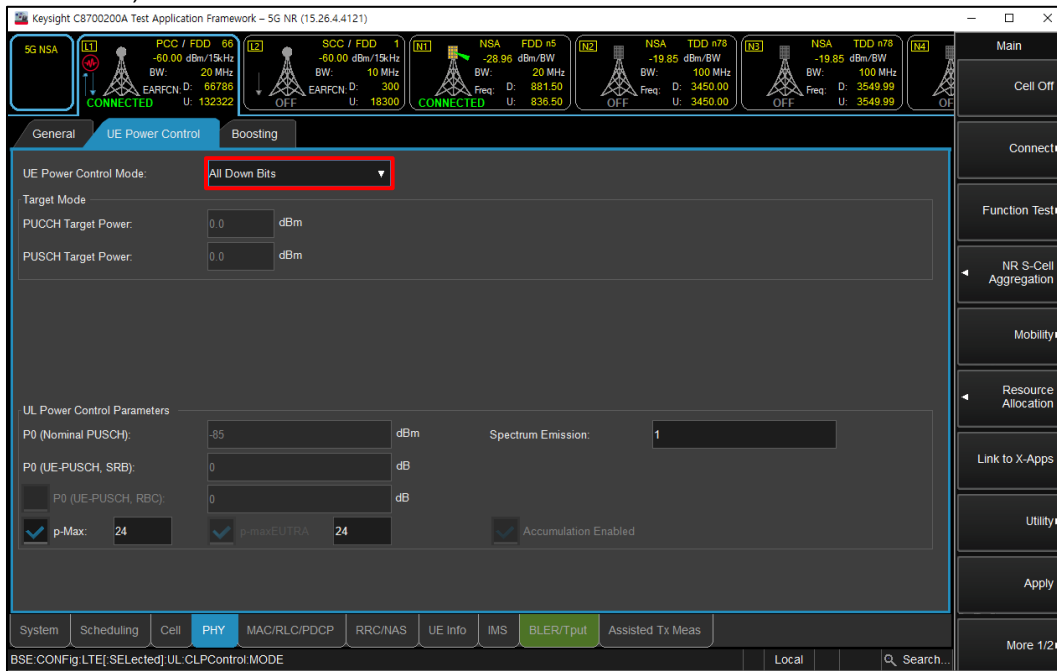 Keysight C8700200A Test Application Framework – 5G NR (15.26.4.4121)
5G NSA
L1
PCC / FDD 66
-60.00 dBm/15kHz
BW: 20 MHz
EARFCN: D: 66786
U: 132322
CONNECTED
L2
SCC / FDD 1
-60.00 dBm/15kHz
BW: 10 MHz
EARFCN: D: 300
U: 18300
OFF
N1
NSA FDD n5
-28.96 dBm/BW
BW: 20 MHz
Freq: D: 881.50
U: 836.50
CONNECTED
N2
NSA TDD n78
-19.85 dBm/BW
BW: 100 MHz
Freq: D: 3450.00
U: 3450.00
OFF
N3
NSA TDD n78
-19.85 dBm/BW
BW: 100 MHz
Freq: D: 3549.99
U: 3549.99
OFF
N4
OF
General
UE Power Control
Boosting
UE Power Control Mode:
All Down Bits
Target Mode
PUCCH Target Power:
0.0
dBm
PUSCH Target Power:
0.0
dBm
UL Power Control Parameters
P0 (Nominal PUSCH):
-85
dBm
Spectrum Emission:
1
P0 (UE-PUSCH, SRB):
0
dB
P0 (UE-PUSCH, RBC):
0
dB
p-Max:
24
p-maxEUTRA
24
Accumulation Enabled
System
Scheduling
Cell
PHY
MAC/RLC/PDCP
RRC/NAS
UE Info
IMS
BLER/Tput
Assisted Tx Meas
BSE:CONFig:LTE[:SELected]:UL:CLPControl:MODE
Local
Search...
Main
Cell Off
Connect
Function Test
NR S-Cell
Aggregation
Mobility
Resource
Allocation
Link to X-Apps
Utility
Apply
More 1/2